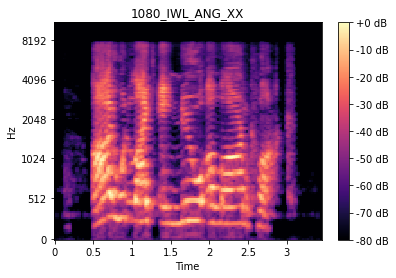 1080_IWL_ANG_XX
+0 dB
8192
-10 dB
4096
-20 dB
-30 dB
2048
Hz
-40 dB
1024
-50 dB
512
-60 dB
-70 dB
0
-80 dB
0 0.5 1 1.5 2 2.5 3
Time